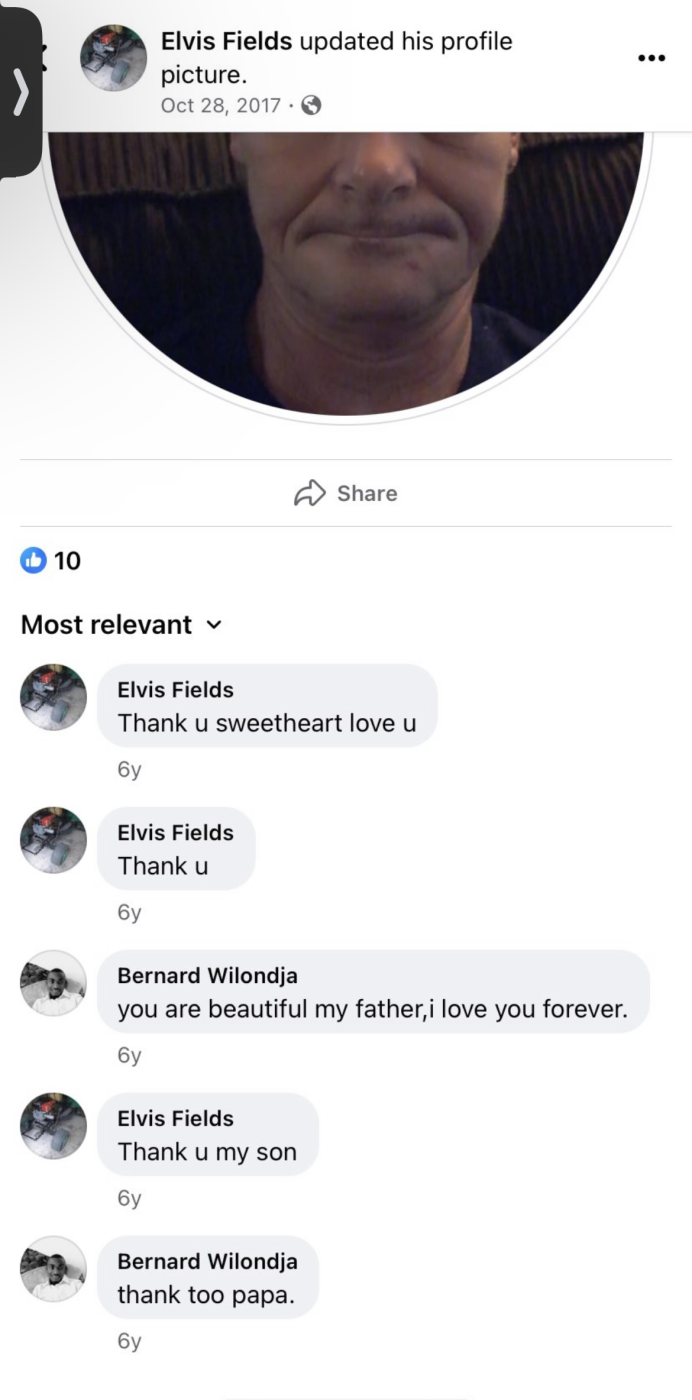 Elvis Fields updated his profile
picture.
Oct 28, 2017 ·
Share
10
Most relevant
Elvis Fields
Thank u sweetheart love u
6y
Elvis Fields
Thank u
6y
Bernard Wilondja
you are beautiful my father,i love you forever.
6y
Elvis Fields
Thank u my son
6y
Bernard Wilondja
thank too papa.
6y